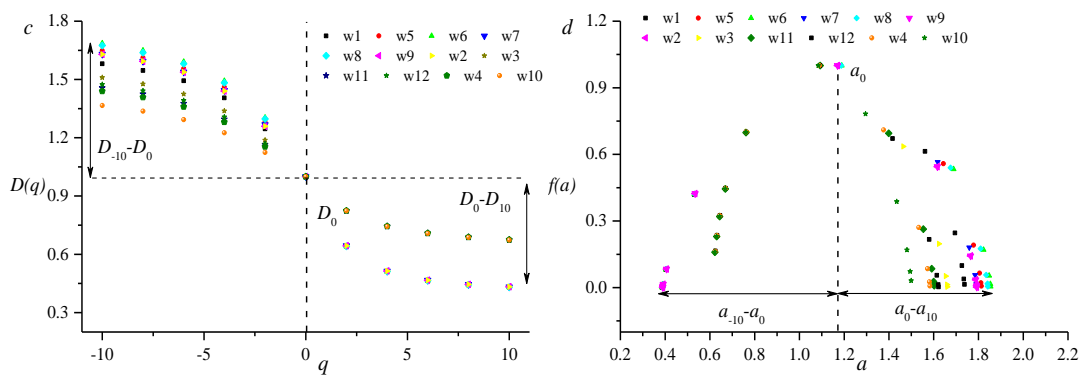 c
w1 w5 w6 w7
w8 w9 w2 w3
w11 w12 w4 w10
1.8
1.5
1.2
0.9
0.6
0.3
D(q)
D-10-D0
D0
D0-D10
-10 -5 0 5 10
q
d
w1 w5 w6 w7 w8 w9
w2 w3 w11 w12 w4 w10
1.2
0.9
0.6
0.3
0.0
f(a)
a0
a-10-a0
a0-a10
0.2 0.4 0.6 0.8 1.0 1.2 1.4 1.6 1.8 2.0 2.2
a